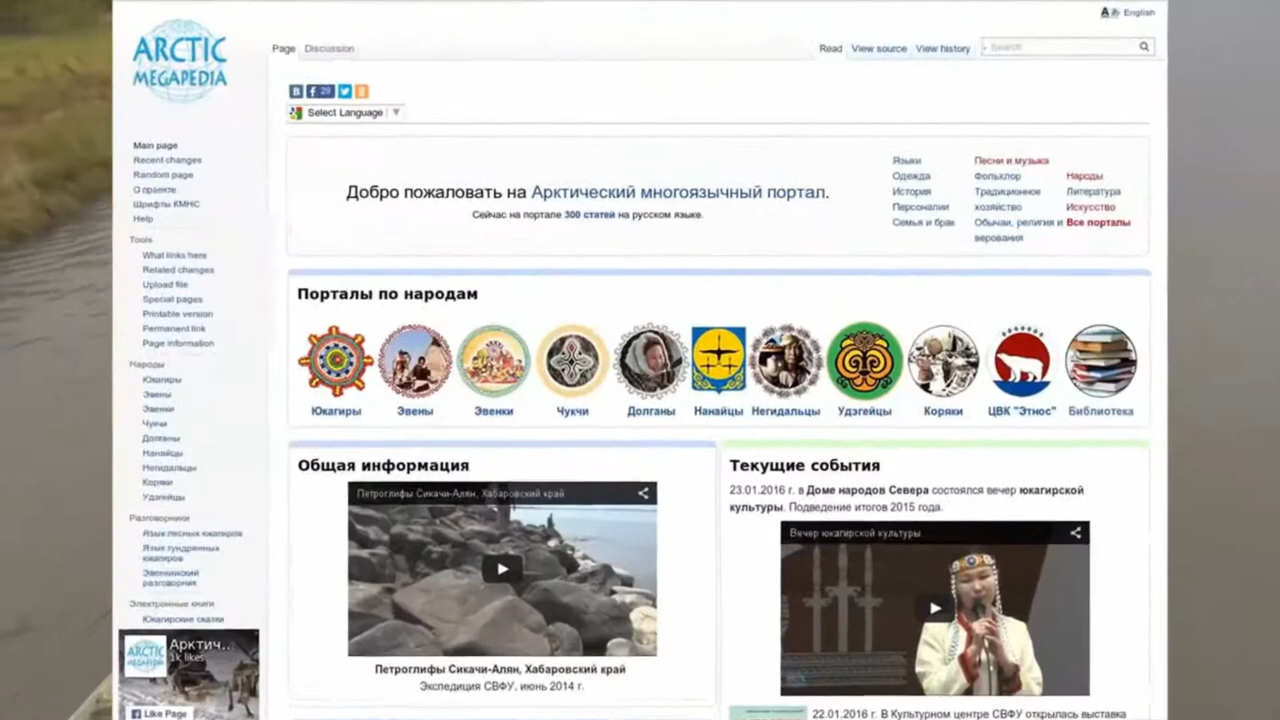 English
ARCTIC
MEGAPEDIA
Page Discussion
Read View source View history Search
29
Select Language
Main page
Recent changes
Random page
О проекте
Шрифты КМНС
Help
Tools
What links here
Related changes
Upload file
Special pages
Printable version
Permanent link
Page information
Народы
Юкагиры
Эвены
Эвенки
Чукчи
Долганы
Нанайцы
Негидальцы
Коряки
Удэгейцы
Разговорники
Язык лесных юкагиров
Язык тундренных
юкагиров
Эвенкийский
разговорник
Электронные книги
Юкагирские сказки
ARCTIC
MEGAPEDIA
Арктич...
1k likes
Like Page
Добро пожаловать на Арктический многоязычный портал.
Сейчас на портале 300 статей на русском языке.
Языки
Одежда
История
Персоналии
Семья и брак
Песни и музыка
Фольклор
Традиционное
хозяйство
Обычаи, религия и
верования
Народы
Литература
Искусство
Все порталы
Порталы по народам
Юкагиры Эвены Эвенки Чукчи Долганы Нанайцы Негидальцы Удэгейцы Коряки ЦВК "Этнос" Библиотека
Общая информация
Петроглифы Сикачи-Алян, Хабаровский край
Петроглифы Сикачи-Алян, Хабаровский край
Экспедиция СВФУ, июнь 2014 г.
Текущие события
23.01.2016 г. в Доме народов Севера состоялся вечер юкагирской
культуры. Подведение итогов 2015 года.
Вечер юкагирской культуры
22.01.2016 г. В Культурном центре СВФУ открылась выставка